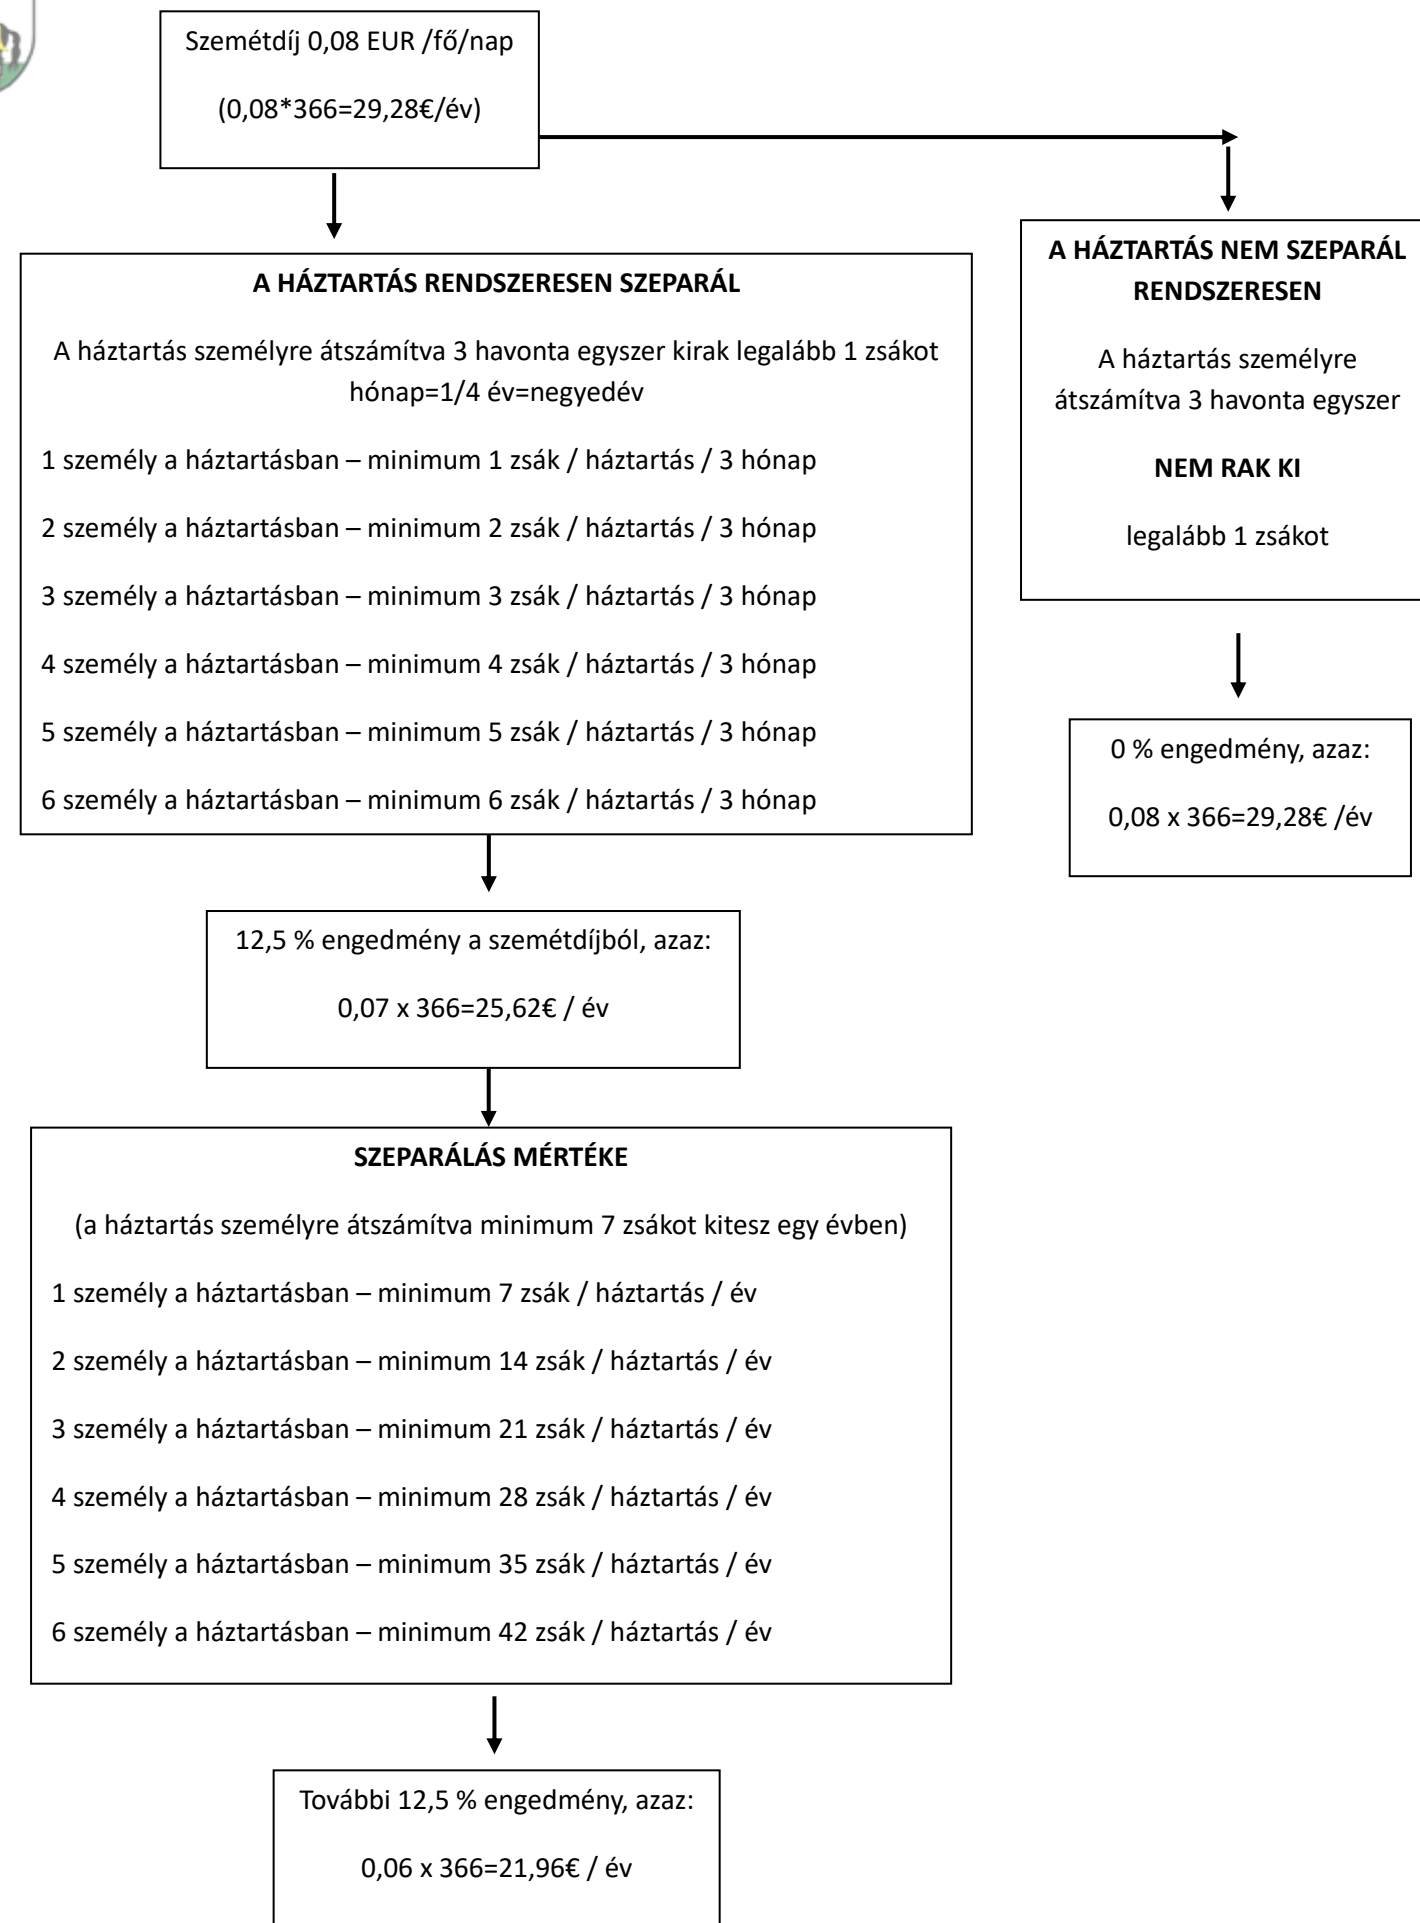 Szemétdíj 0,08 EUR /fő/nap
(0,08*366=29,28€/év)
A HÁZTARTÁS RENDSZERESEN SZEPARÁL
A háztartás személyre átszámítva 3 havonta egyszer kirak legalább 1 zsákot
hónap=1/4 év=negyedév
1 személy a háztartásban – minimum 1 zsák / háztartás / 3 hónap
2 személy a háztartásban – minimum 2 zsák / háztartás / 3 hónap
3 személy a háztartásban – minimum 3 zsák / háztartás / 3 hónap
4 személy a háztartásban – minimum 4 zsák / háztartás / 3 hónap
5 személy a háztartásban – minimum 5 zsák / háztartás / 3 hónap
6 személy a háztartásban – minimum 6 zsák / háztartás / 3 hónap
A HÁZTARTÁS NEM SZEPARÁL
RENDSZERESEN
A háztartás személyre
átszámítva 3 havonta egyszer
NEM RAK KI
legalább 1 zsákot
0 % engedmény, azaz:
0,08 x 366=29,28€ /év
12,5 % engedmény a szemétdíjból, azaz:
0,07 x 366=25,62€ / év
SZEPARÁLÁS MÉRTÉKE
(a háztartás személyre átszámítva minimum 7 zsákot kitesz egy évben)
1 személy a háztartásban – minimum 7 zsák / háztartás / év
2 személy a háztartásban – minimum 14 zsák / háztartás / év
3 személy a háztartásban – minimum 21 zsák / háztartás / év
4 személy a háztartásban – minimum 28 zsák / háztartás / év
5 személy a háztartásban – minimum 35 zsák / háztartás / év
6 személy a háztartásban – minimum 42 zsák / háztartás / év
További 12,5 % engedmény, azaz:
0,06 x 366=21,96€ / év